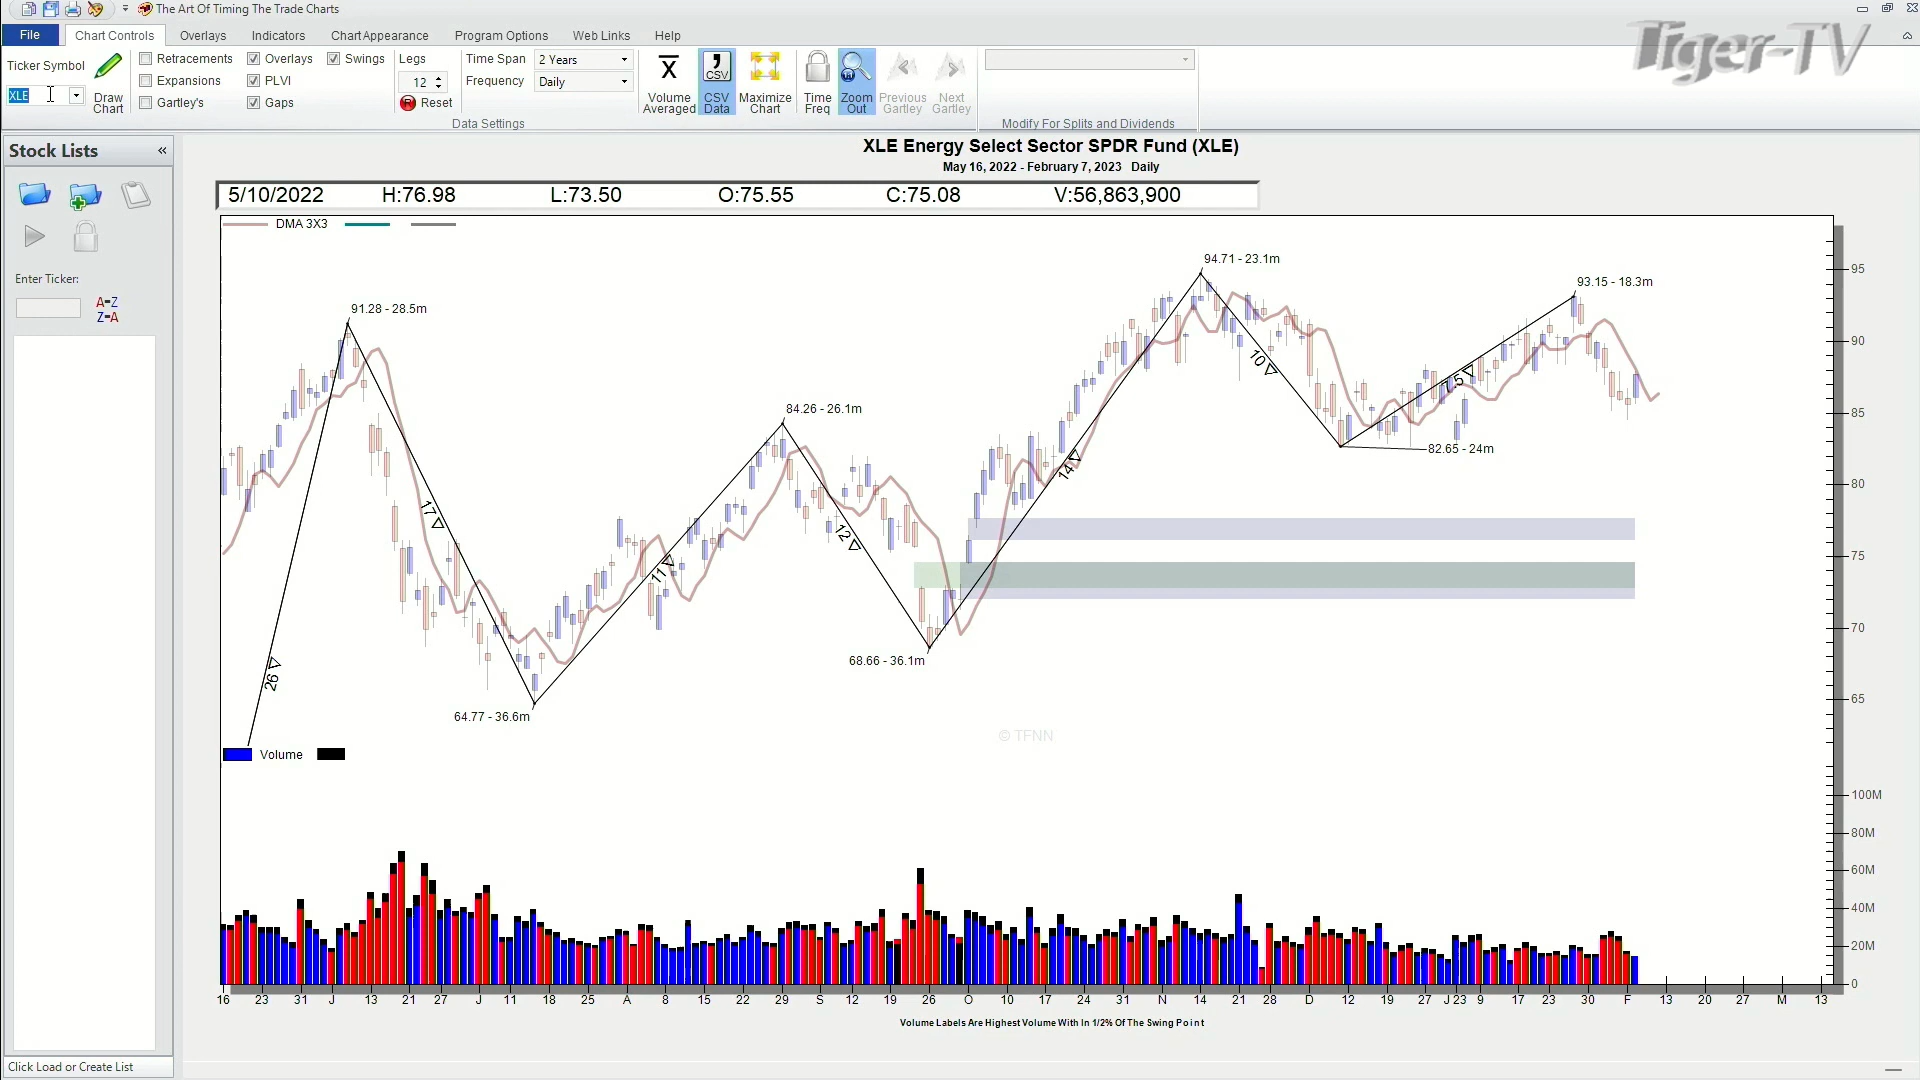 The Art Of Timing The Trade Charts
File Chart Controls Overlays Indicators Chart Appearance Program Options Web Links Help
Tiger-TV
Ticker Symbol
XLE
Draw Chart
Retracements Overlays Swings
Expansions PLVI
Gartley's Gaps
Legs
12
Reset
Time Span 2 Years
Frequency Daily
Data Settings
Volume Averaged
CSV
CSV Data
Maximize Chart
Time Freq
Zoom Out
Previous Gartley
Next Gartley
Modify For Splits and Dividends
Stock Lists «
Enter Ticker:
A=Z
Z=A
Click Load or Create List
XLE Energy Select Sector SPDR Fund (XLE)
May 16, 2022 - February 7, 2023 Daily
5/10/2022 H:76.98 L:73.50 O:75.55 C:75.08 V:56,863,900
DMA 3X3
94.71 - 23.1m
93.15 - 18.3m
91.28 - 28.5m
84.26 - 26.1m
82.65 - 24m
68.66 - 36.1m
64.77 - 36.6m
26
17
11
12
14
10
7.5
95
90
85
80
75
70
65
© TFNN
Volume
100M
80M
60M
40M
20M
0
16 23 31 J 13 21 27 J 11 18 25 A 8 15 22 29 S 12 19 26 O 10 17 24 31 N 14 21 28 D 12 19 27 J 23 9 17 23 30 F 13 20 27 M 13
Volume Labels Are Highest Volume With In 1/2% Of The Swing Point